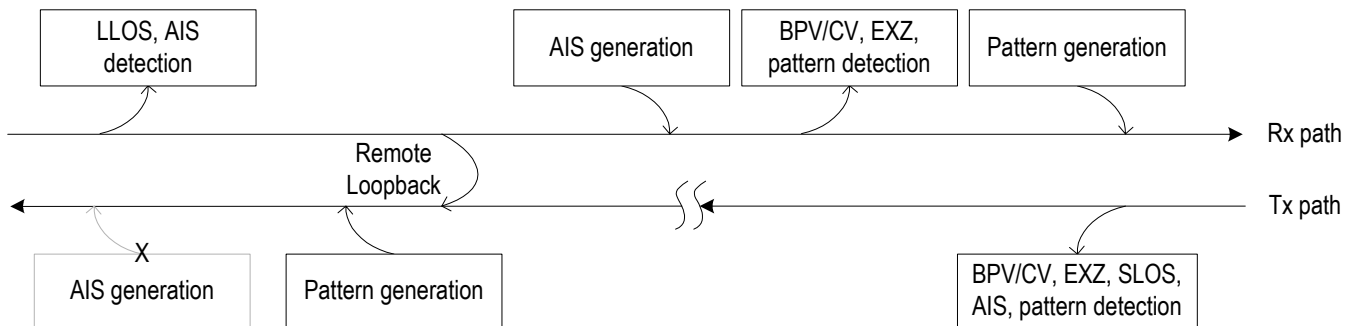 LLOS, AIS
detection
AIS generation
BPV/CV, EXZ,
pattern detection
Pattern generation
Rx path
Remote
Loopback
Tx path
X
AIS generation
Pattern generation
BPV/CV, EXZ, SLOS,
AIS, pattern detection